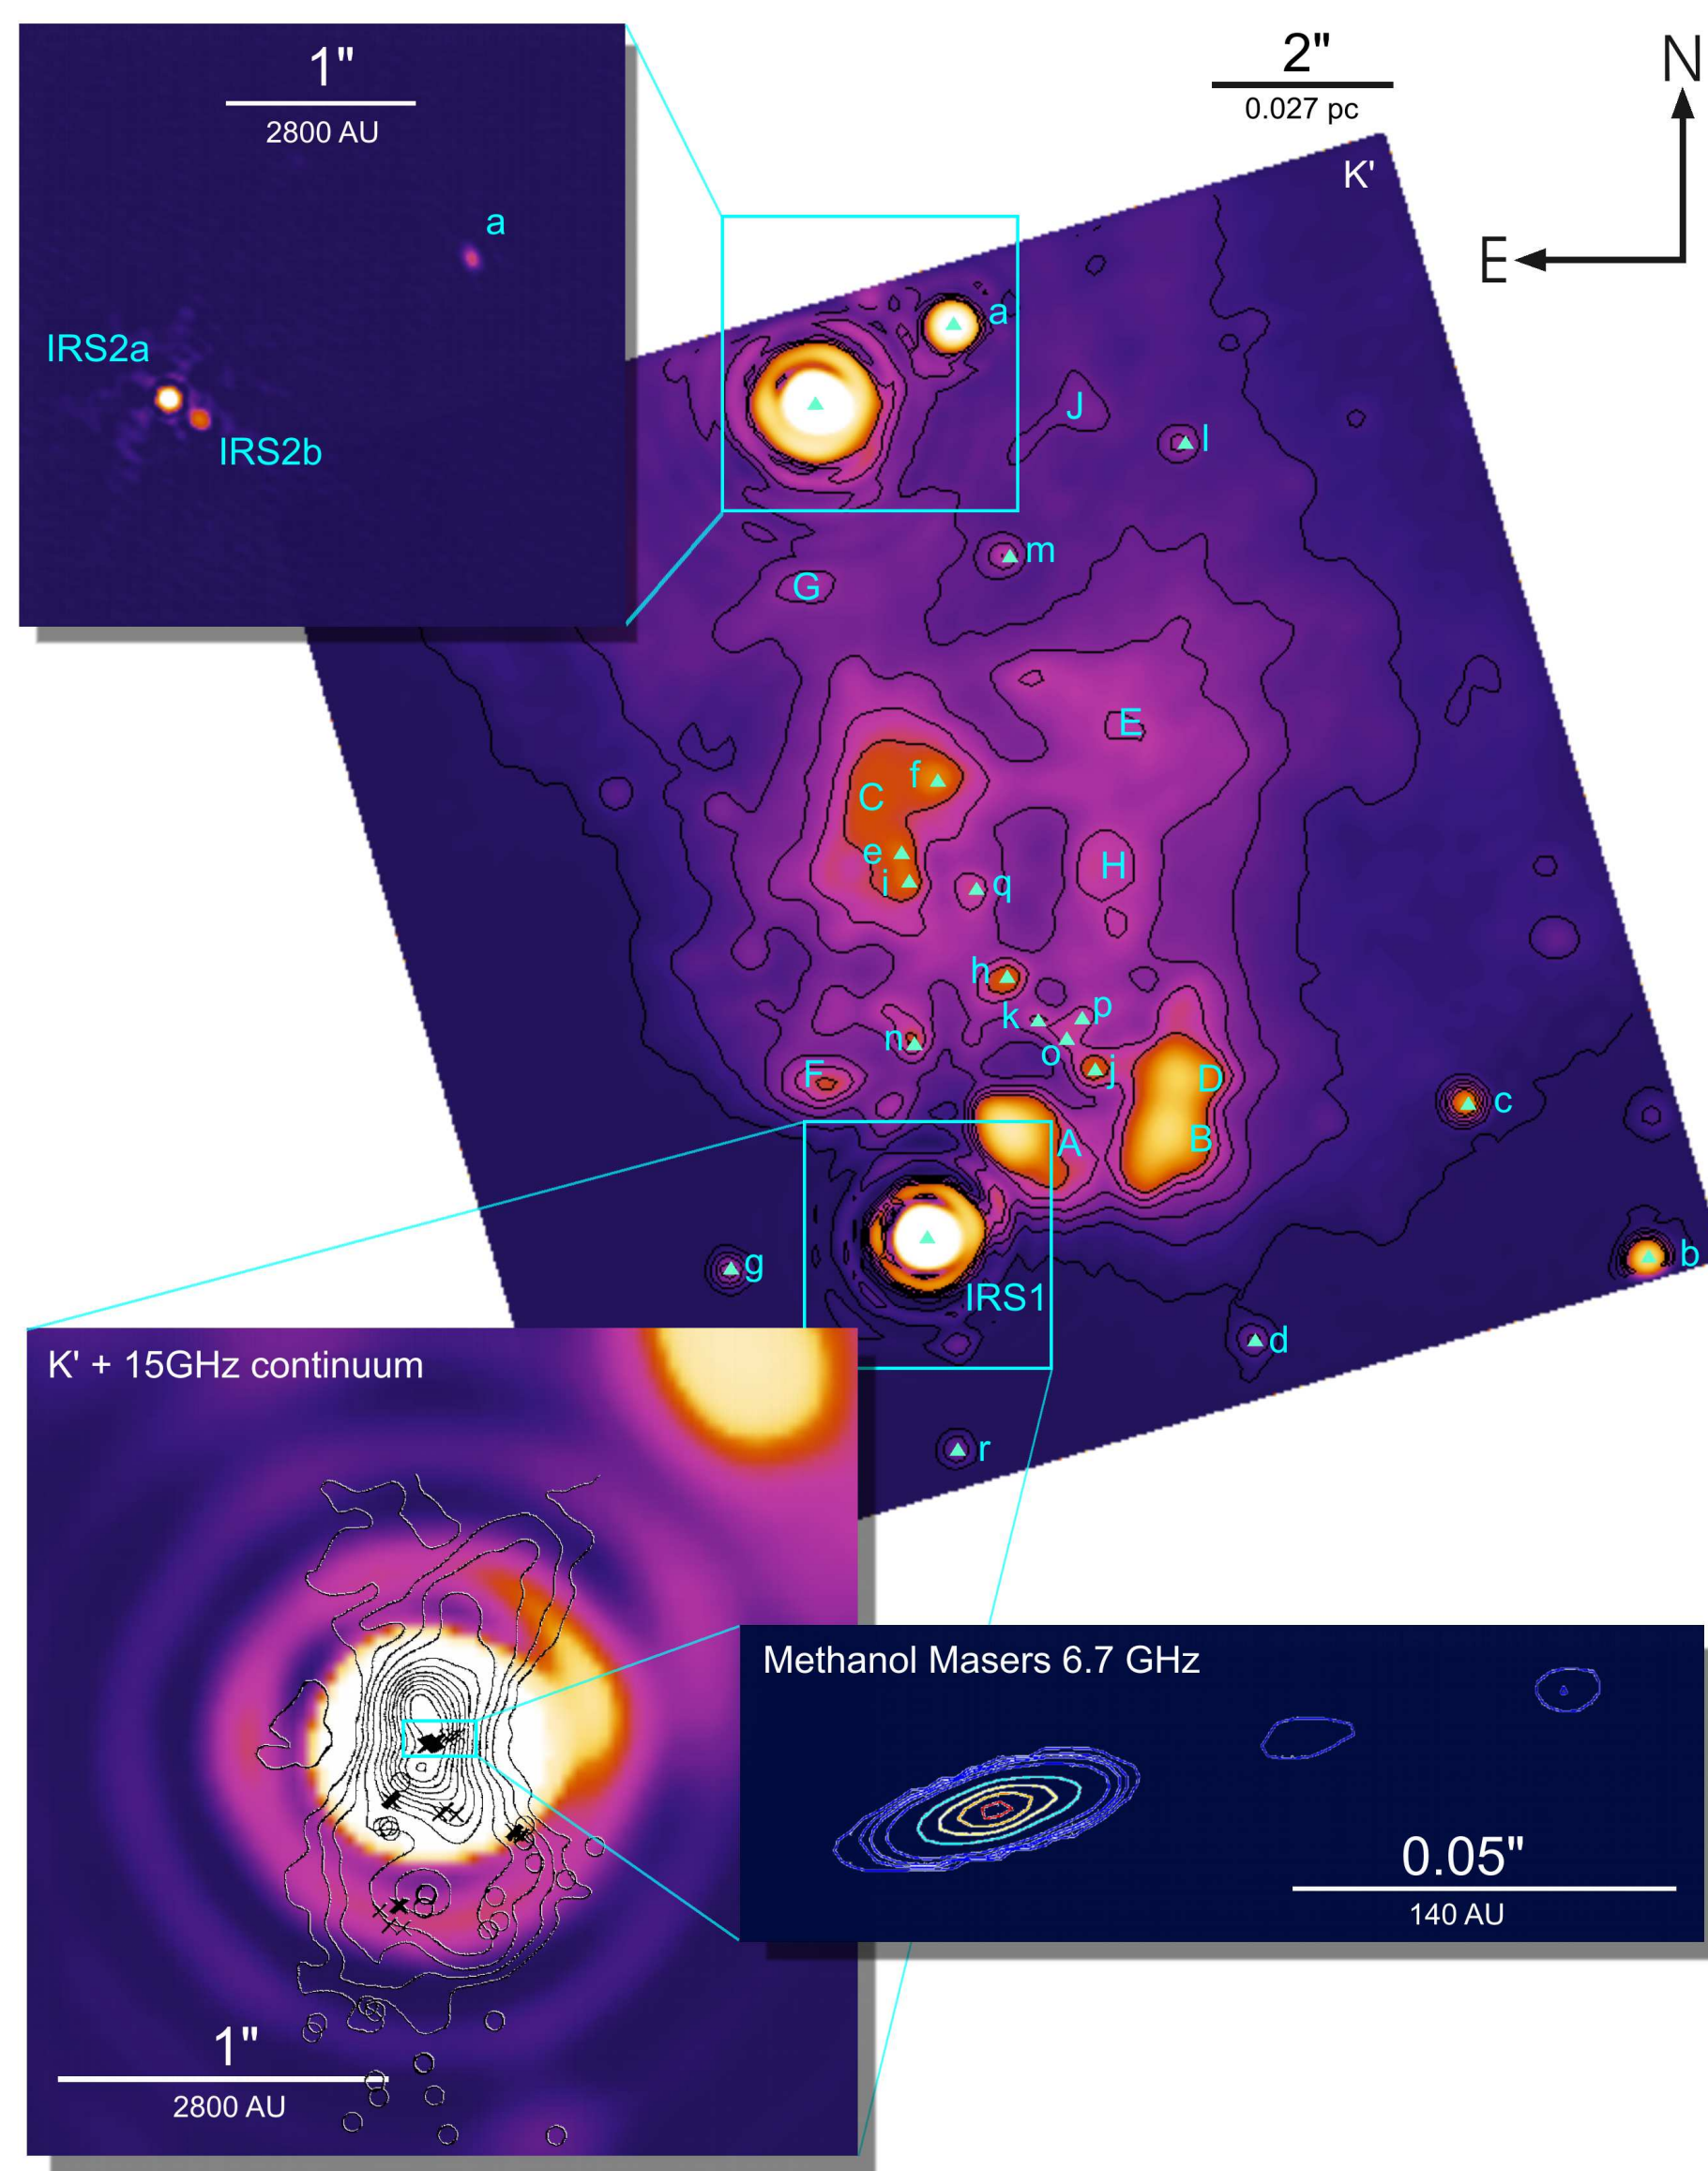 1"
2800 AU
a
IRS2a
IRS2b
2"
0.027 pc
N
E
K'
a
J
l
m
G
E
f
C
e
i
H
q
h
k
p
n
o
j
F
D
c
A
B
b
g
IRS1
d
r
K' + 15GHz continuum
1"
2800 AU
Methanol Masers 6.7 GHz
0.05"
140 AU